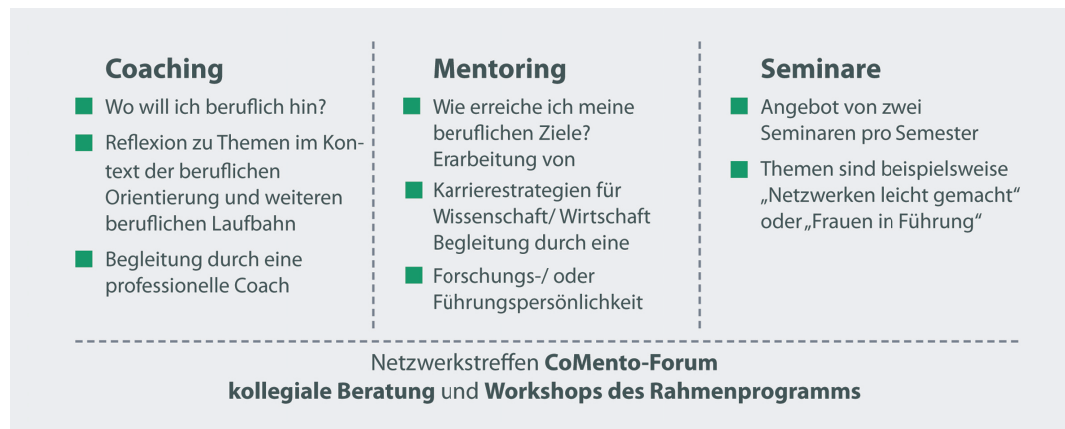 Coaching
Wo will ich beruflich hin?
Reflexion zu Themen im Kon-
text der beruflichen
Orientierung und weiteren
beruflichen Laufbahn
Begleitung durch eine
professionelle Coach
Mentoring
Wie erreiche ich meine
beruflichen Ziele?
Erarbeitung von
Karrierestrategien für
Wissenschaft/ Wirtschaft
Begleitung durch eine
Forschungs-/ oder
Führungspersönlichkeit
Seminare
Angebot von zwei
Seminaren pro Semester
Themen sind beispielsweise
„Netzwerken leicht gemacht“
oder „Frauen in Führung“
Netzwerkstreffen CoMento-Forum
kollegiale Beratung und Workshops des Rahmenprogramms